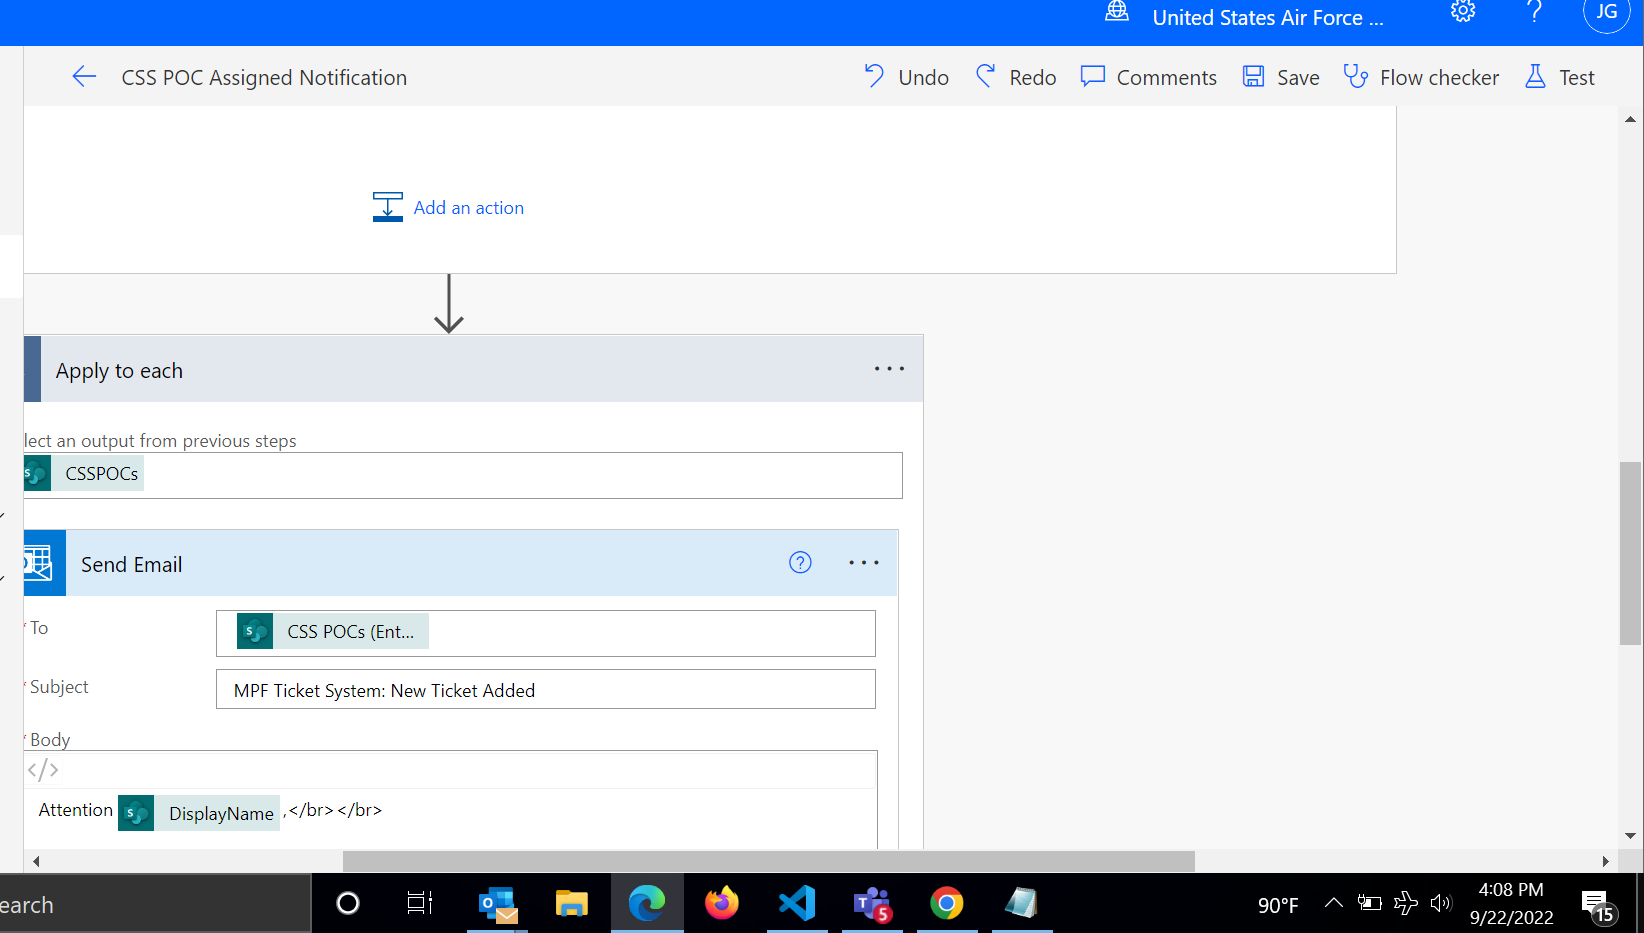 United States Air Force ...
JG
CSS POC Assigned Notification
Undo
Redo
Comments
Save
Flow checker
Test
Add an action
Apply to each
lect an output from previous steps
CSSPOCs
Send Email
* To
CSS POCs (Ent...
* Subject
MPF Ticket System: New Ticket Added
* Body
</>
Attention DisplayName ,</br></br>
earch
5
90°F
4:08 PM
9/22/2022
15